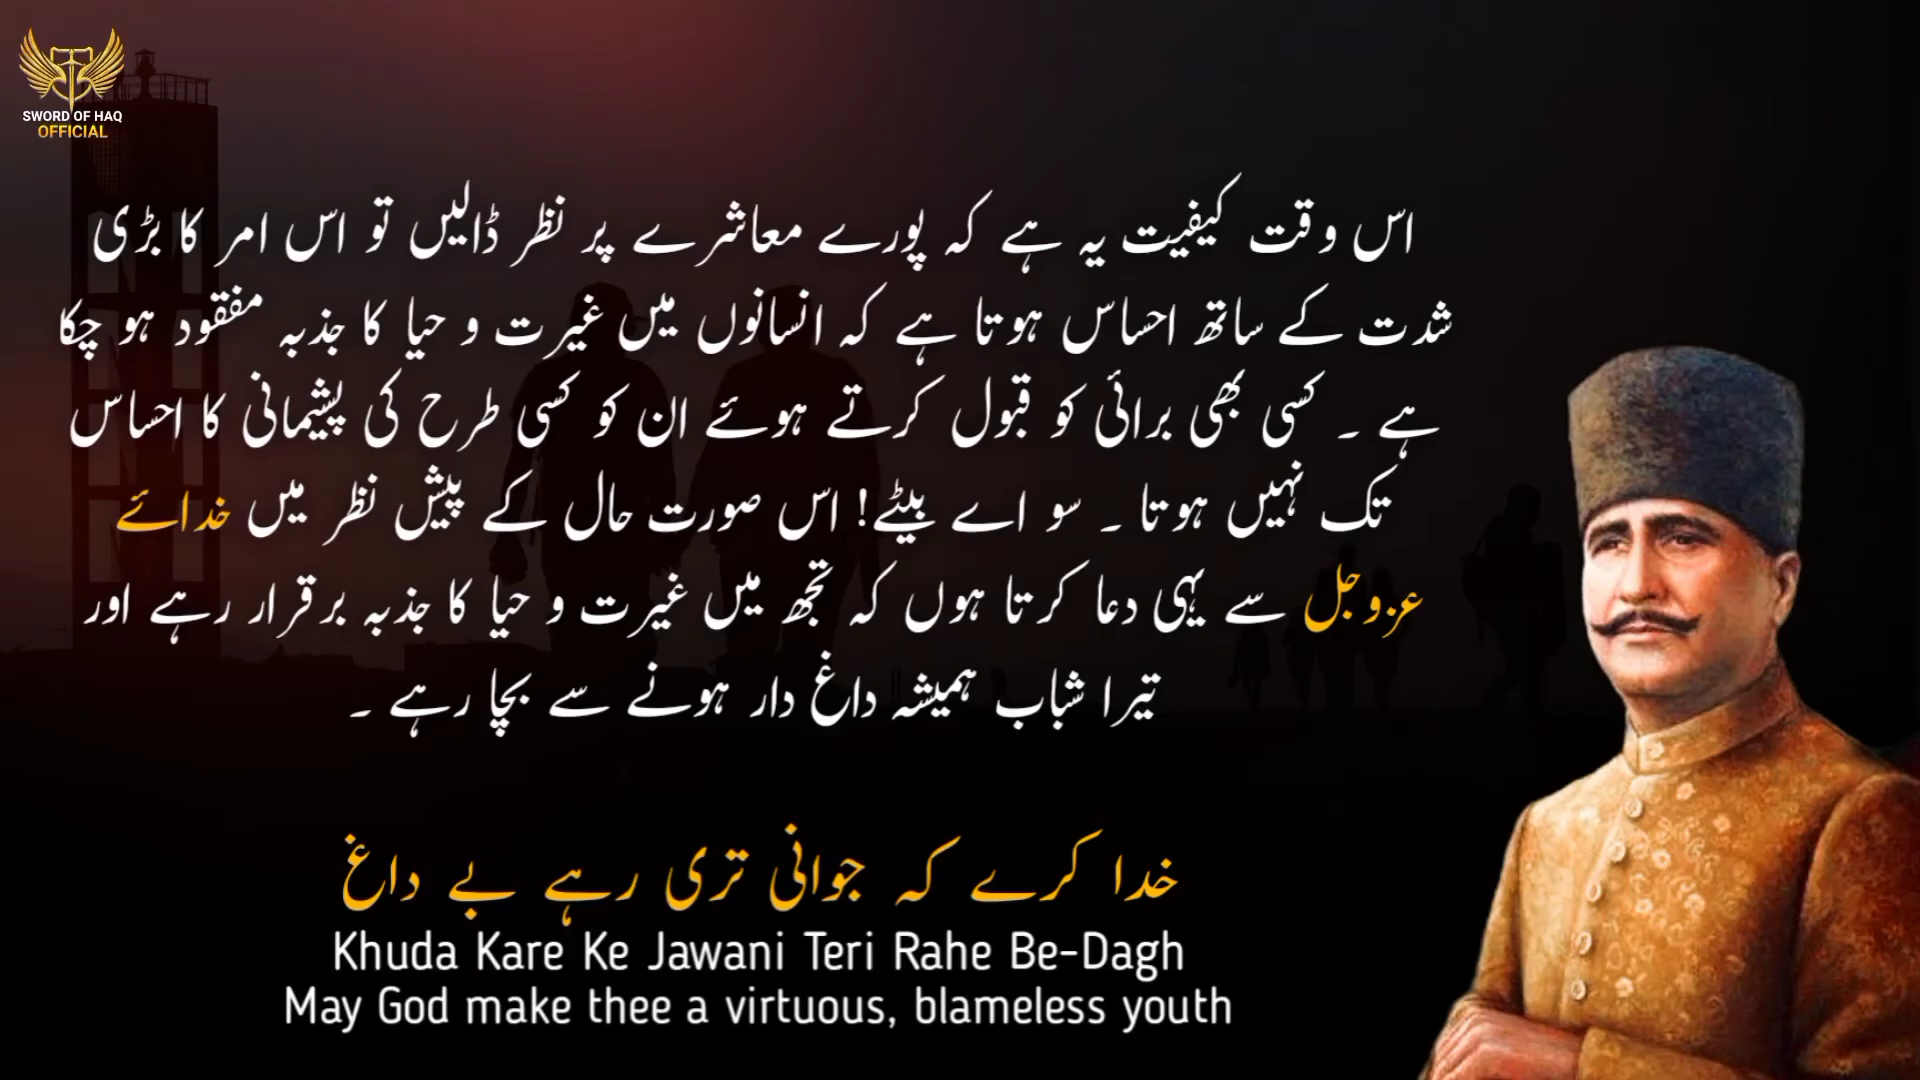 SWORD OF HAQ
OFFICIAL
اس وقت کیفیت یہ ہے کہ پورے معاشرے پر نظر ڈالیں تو اس امر کا بڑی
شدت کے ساتھ احساس ہوتا ہے کہ انسانوں میں غیرت و حیا کا جذبہ مفقود ہو چکا
ہے ۔ کسی بھی برائی کو قبول کرتے ہوئے ان کو کسی طرح کی پشیمانی کا احساس
تک نہیں ہوتا ۔ سو اے بیٹے! اس صورت حال کے پیش نظر میں خدائے
عزوجل سے یہی دعا کرتا ہوں کہ تجھ میں غیرت و حیا کا جذبہ برقرار رہے اور
تیرا شباب ہمیشہ داغ دار ہونے سے بچا رہے ۔
خدا کرے کہ جوانی تری رہے بے داغ
Khuda Kare Ke Jawani Teri Rahe Be-Dagh
May God make thee a virtuous, blameless youth